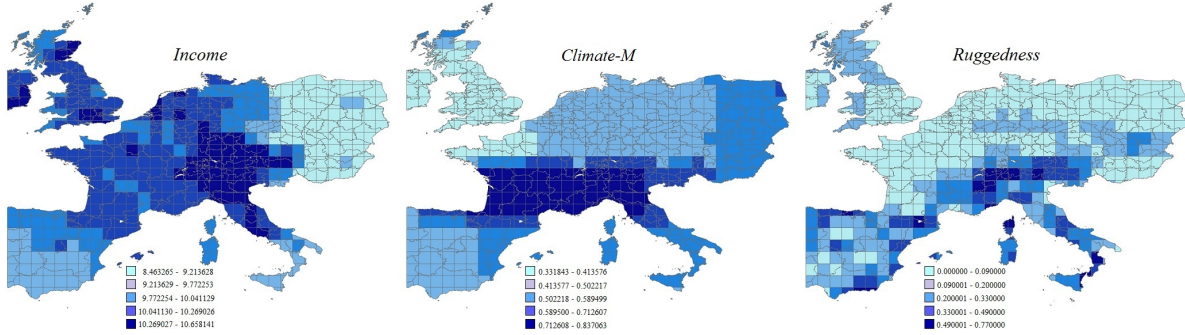 Income
8.463265 - 9.213628
9.213629 - 9.772253
9.772254 - 10.041129
10.041130 - 10.269026
10.269027 - 10.658141
Climate-M
0.331843 - 0.413576
0.413577 - 0.502217
0.502218 - 0.589499
0.589500 - 0.712607
0.712608 - 0.837063
Ruggedness
0.000000 - 0.090000
0.090001 - 0.200000
0.200001 - 0.330000
0.330001 - 0.490000
0.490001 - 0.770000